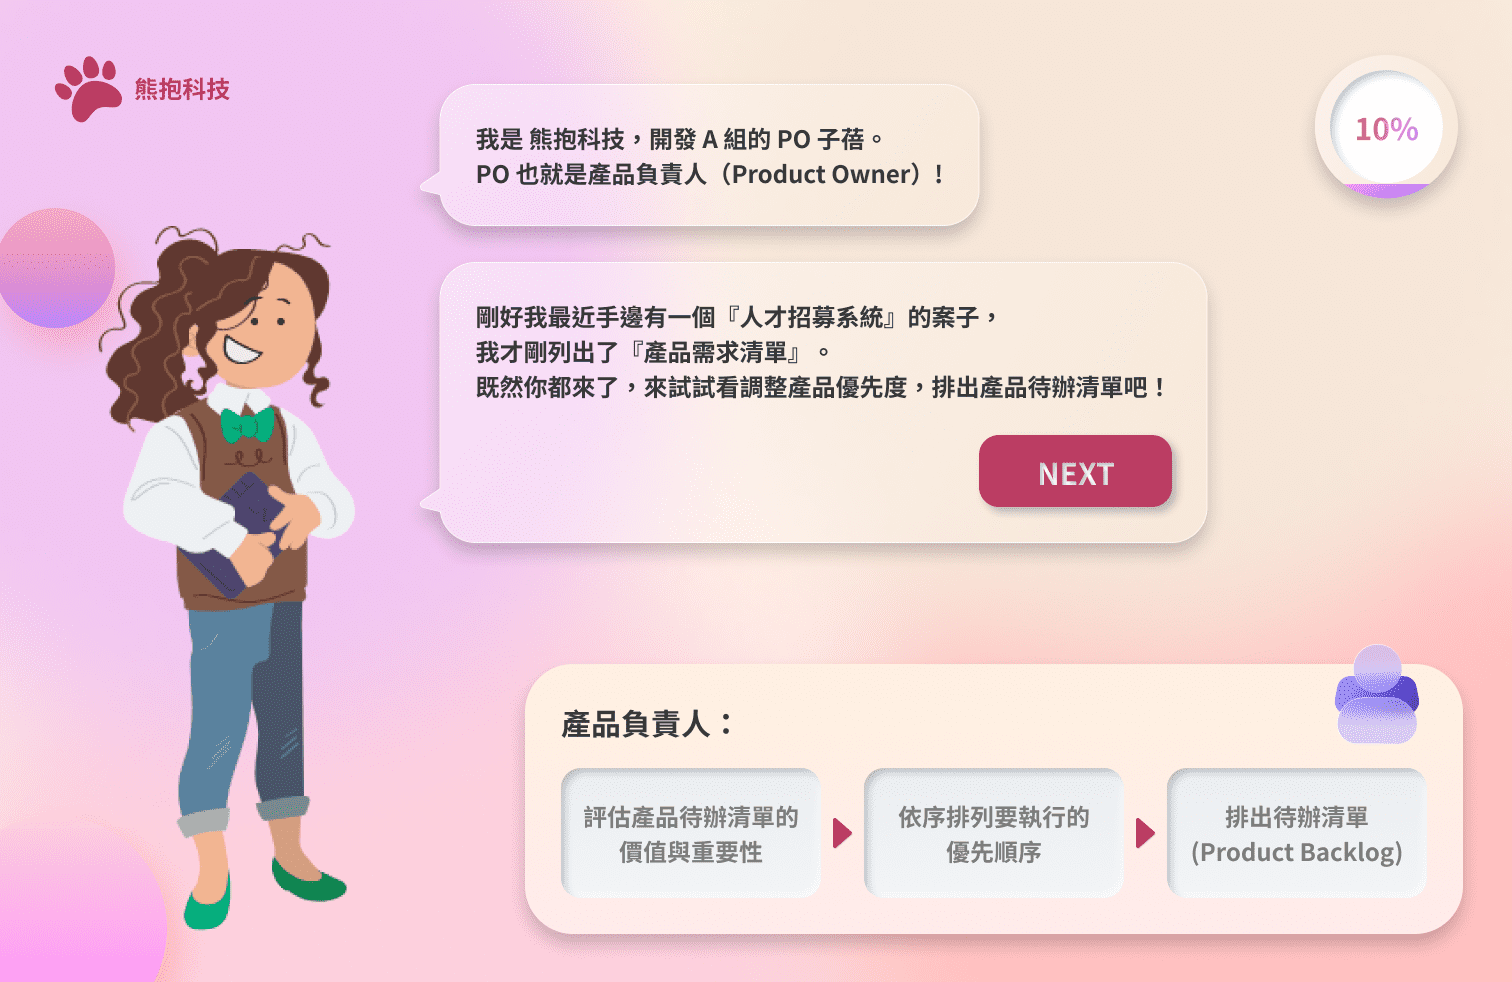 熊抱科技
10%
我是 熊抱科技，開發 A 組的 PO 子蓓。
PO 也就是產品負責人（Product Owner）!
剛好我最近手邊有一個『人才招募系統』的案子，
我才剛列出了『產品需求清單』。
既然你都來了，來試試看調整產品優先度，排出產品待辦清單吧！
NEXT
產品負責人：
評估產品待辦清單的
價值與重要性
依序排列要執行的
優先順序
排出待辦清單
(Product Backlog)